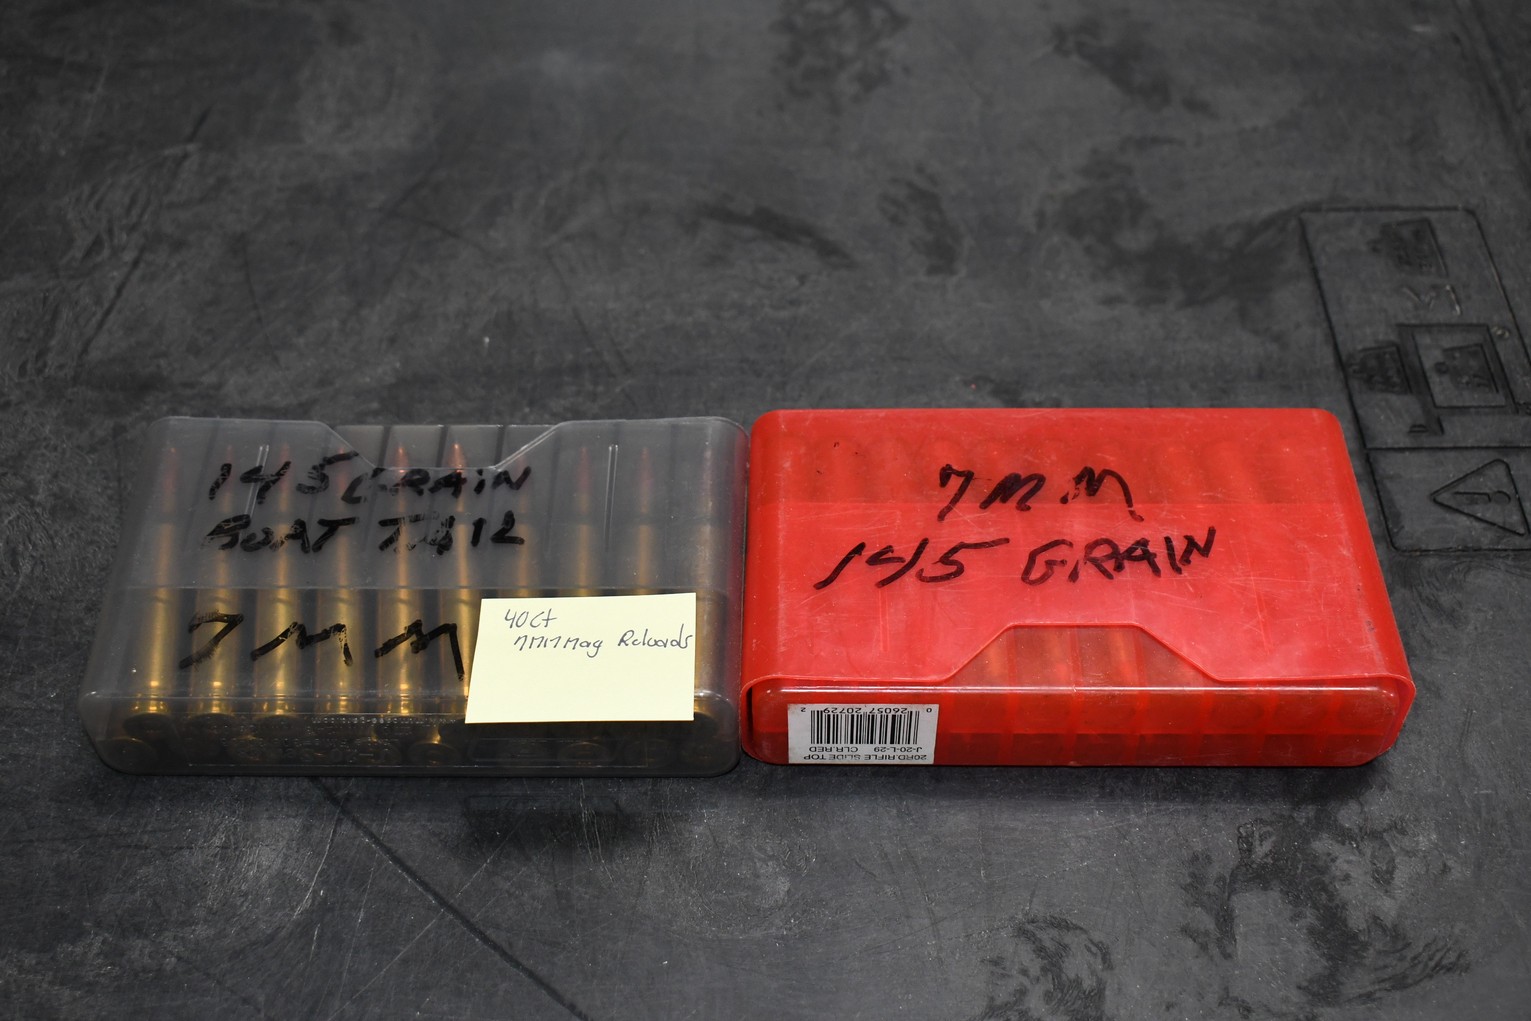 145 GRAIN
BOAT TAIL
7MM
40ct
7MM Mag Reloads
7MM
145 GRAIN
20RD.RIFLE SLIDE TOP
J-20-L-29 CLR.RED
0 26057 20729 2